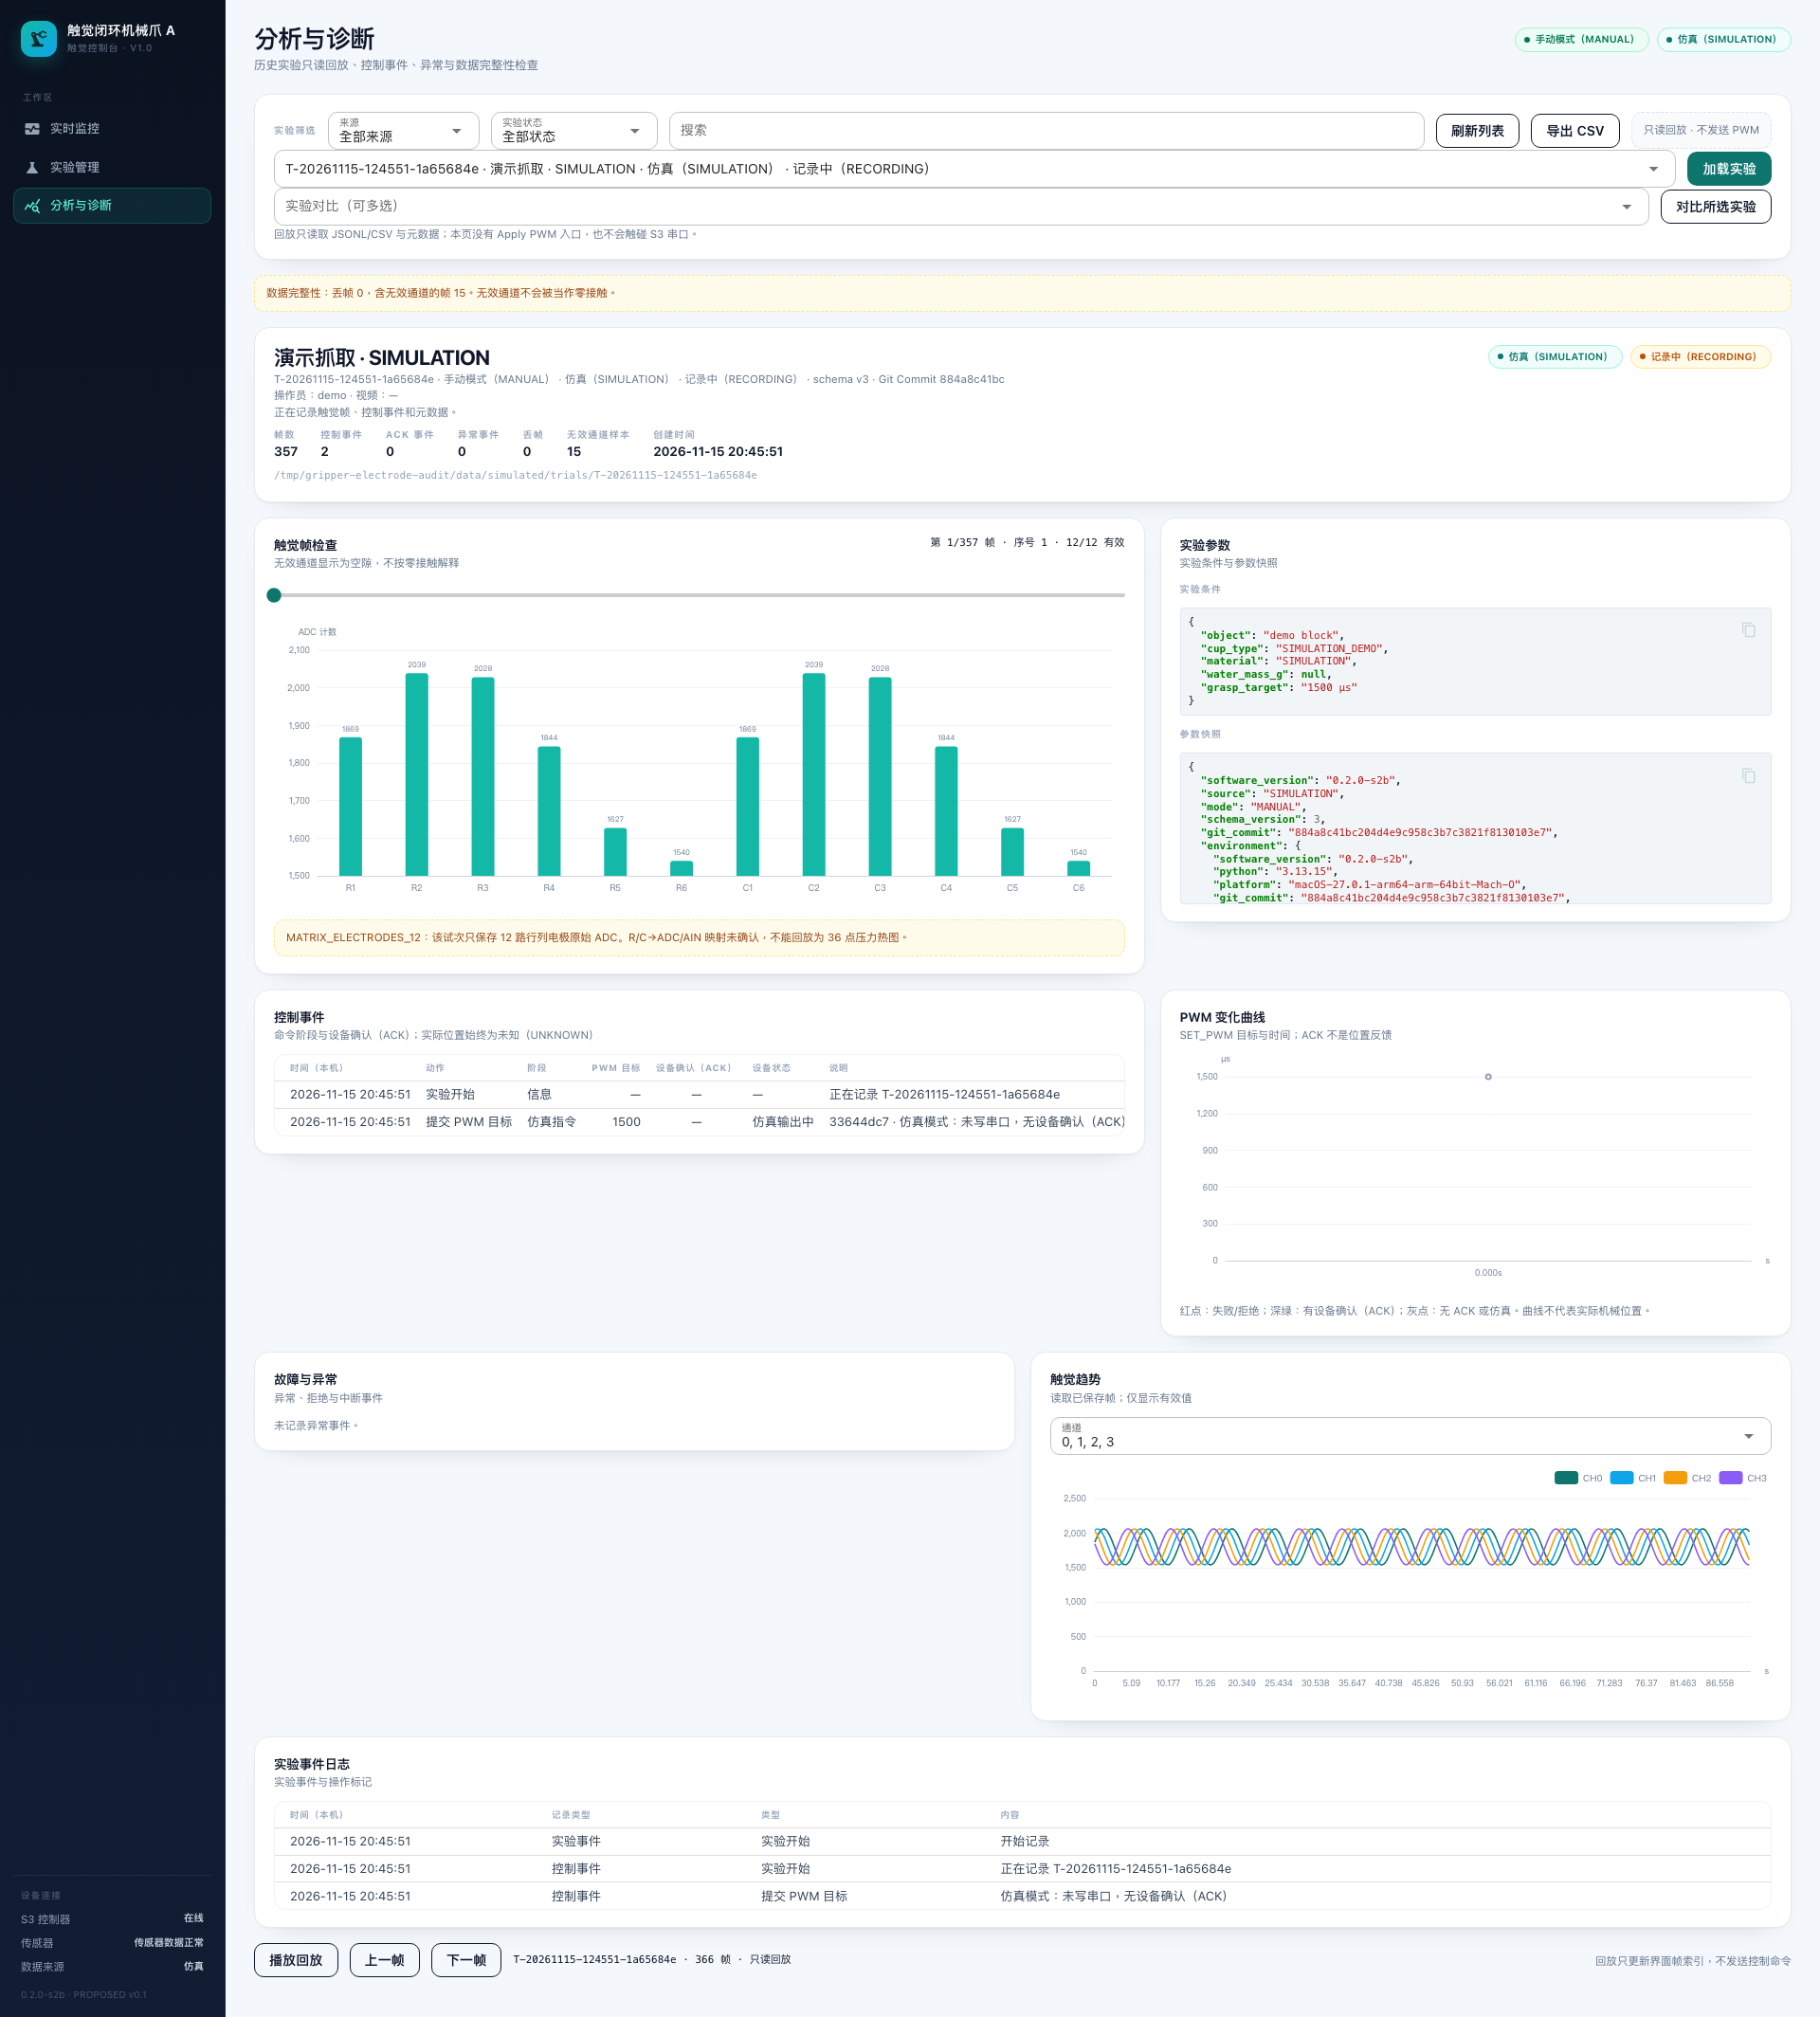 触觉闭环机械爪 A
触觉控制台 · V1.0
工作区
实时监控
实验管理
分析与诊断
设备连接
S3 控制器 在线
传感器 传感器数据正常
数据来源 仿真
0.2.0-s2b · PROPOSED v0.1
分析与诊断
历史实验只读回放、控制事件、异常与数据完整性检查
手动模式（MANUAL） 仿真（SIMULATION）
实验筛选 来源 全部来源 实验状态 全部状态 搜索 刷新列表 导出 CSV 只读回放 · 不发送 PWM
T-20261115-124551-1a65684e · 演示抓取 · SIMULATION · 仿真（SIMULATION） · 记录中（RECORDING） 加载实验
实验对比（可多选） 对比所选实验
回放只读取 JSONL/CSV 与元数据；本页没有 Apply PWM 入口，也不会触碰 S3 串口。
数据完整性：丢帧 0，含无效通道的帧 15。无效通道不会被当作零接触。
演示抓取 · SIMULATION
仿真（SIMULATION） 记录中（RECORDING）
T-20261115-124551-1a65684e · 手动模式（MANUAL） · 仿真（SIMULATION） · 记录中（RECORDING） · schema v3 · Git Commit 884a8c41bc
操作员：demo · 视频：—
正在记录触觉帧、控制事件和元数据。
帧数 控制事件 ACK 事件 异常事件 丢帧 无效通道样本 创建时间
357 2 0 0 0 15 2026-11-15 20:45:51
/tmp/gripper-electrode-audit/data/simulated/trials/T-20261115-124551-1a65684e
触觉帧检查
第 1/357 帧 · 序号 1 · 12/12 有效
无效通道显示为空隙，不按零接触解释
ADC 计数
2,100
2,000
1,900
1,800
1,700
1,600
1,500
1869 2039 2028 1844 1627 1540 1869 2039 2028 1844 1627 1540
R1 R2 R3 R4 R5 R6 C1 C2 C3 C4 C5 C6
MATRIX_ELECTRODES_12：该试次只保存 12 路行列电极原始 ADC。R/C→ADC/AIN 映射未确认，不能回放为 36 点压力热图。
实验参数
实验条件与参数快照
实验条件
{
"object": "demo block",
"cup_type": "SIMULATION_DEMO",
"material": "SIMULATION",
"water_mass_g": null,
"grasp_target": "1500 µs"
}
参数快照
{
"software_version": "0.2.0-s2b",
"source": "SIMULATION",
"mode": "MANUAL",
"schema_version": 3,
"git_commit": "884a8c41bc204d4e9c958c3b7c3821f8130103e7",
"environment": {
"software_version": "0.2.0-s2b",
"python": "3.13.15",
"platform": "macOS-27.0.1-arm64-arm-64bit-Mach-O",
"git_commit": "884a8c41bc204d4e9c958c3b7c3821f8130103e7",
控制事件
命令阶段与设备确认（ACK）；实际位置始终为未知（UNKNOWN）
时间（本机） 动作 阶段 PWM 目标 设备确认（ACK） 设备状态 说明
2026-11-15 20:45:51 实验开始 信息 — — — 正在记录 T-20261115-124551-1a65684e
2026-11-15 20:45:51 提交 PWM 目标 仿真指令 1500 — 仿真输出中 33644dc7 · 仿真模式：未写串口，无设备确认（ACK）
PWM 变化曲线
SET_PWM 目标与时间；ACK 不是位置反馈
µs
1,500
1,200
900
600
300
0 s
0.000s
红点：失败/拒绝；深绿：有设备确认（ACK）；灰点：无 ACK 或仿真。曲线不代表实际机械位置。
故障与异常
异常、拒绝与中断事件
未记录异常事件。
触觉趋势
读取已保存帧；仅显示有效值
通道
0, 1, 2, 3
CH0 CH1 CH2 CH3
2,500
2,000
1,500
1,000
500
0 s
0 5.09 10.177 15.26 20.349 25.434 30.538 35.647 40.738 45.826 50.93 56.021 61.116 66.196 71.283 76.37 81.463 86.558
实验事件日志
实验事件与操作标记
时间（本机） 记录类型 类型 内容
2026-11-15 20:45:51 实验事件 实验开始 开始记录
2026-11-15 20:45:51 控制事件 实验开始 正在记录 T-20261115-124551-1a65684e
2026-11-15 20:45:51 控制事件 提交 PWM 目标 仿真模式：未写串口，无设备确认（ACK）
播放回放 上一帧 下一帧 T-20261115-124551-1a65684e · 366 帧 · 只读回放 回放只更新界面帧索引，不发送控制命令